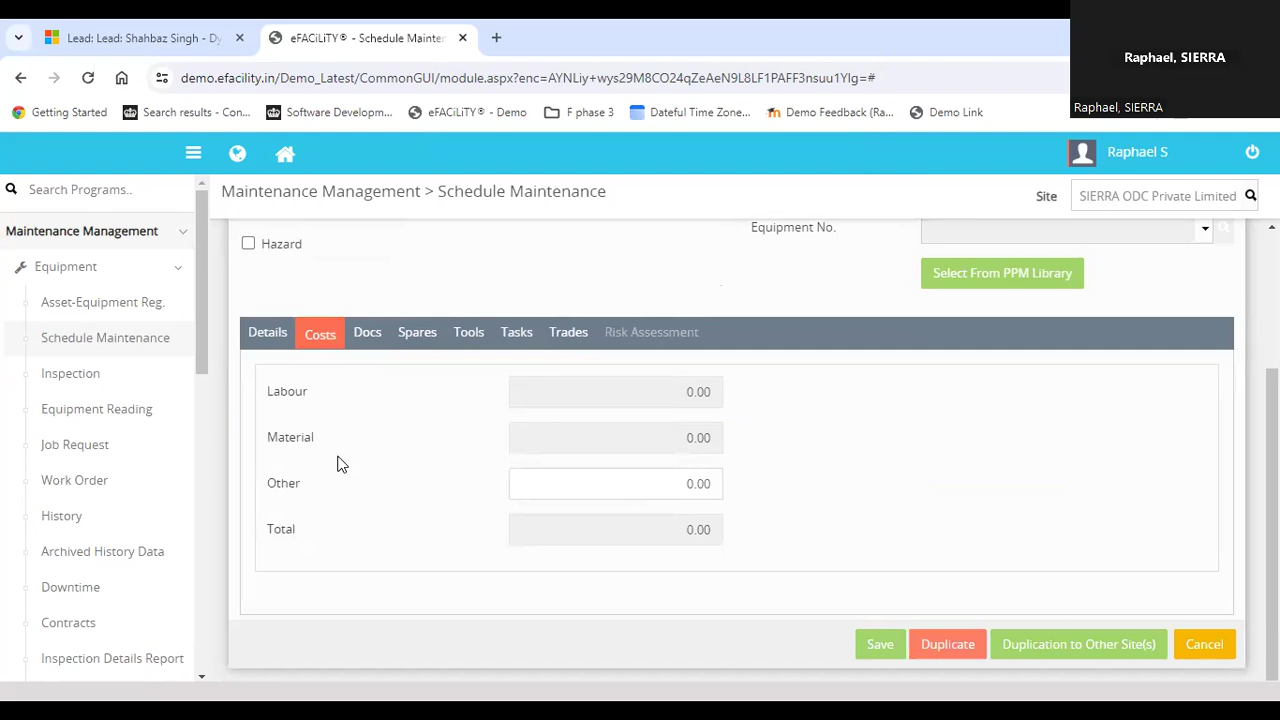 Lead: Lead: Shahbaz Singh - Dy
eFACiLiTY® - Schedule Mainte
Raphael, SIERRA
Raphael, SIERRA
demo.efacility.in/Demo_Latest/CommonGUI/module.aspx?enc=AYNLiy+wys29M8CO24qZeAeN9L8LF1PAFF3nsuu1Ylg=#
Getting Started
Search results - Con...
Software Developm...
eFACiLiTY® - Demo
F phase 3
Dateful Time Zone...
Demo Feedback (Ra...
Demo Link
Raphael S
Search Programs..
Maintenance Management > Schedule Maintenance
Site
SIERRA ODC Private Limited
Maintenance Management
Equipment
Asset-Equipment Reg.
Schedule Maintenance
Inspection
Equipment Reading
Job Request
Work Order
History
Archived History Data
Downtime
Contracts
Inspection Details Report
Hazard
Equipment No.
Select From PPM Library
Details
Costs
Docs
Spares
Tools
Tasks
Trades
Risk Assessment
Labour
0.00
Material
0.00
Other
0.00
Total
0.00
Save
Duplicate
Duplication to Other Site(s)
Cancel